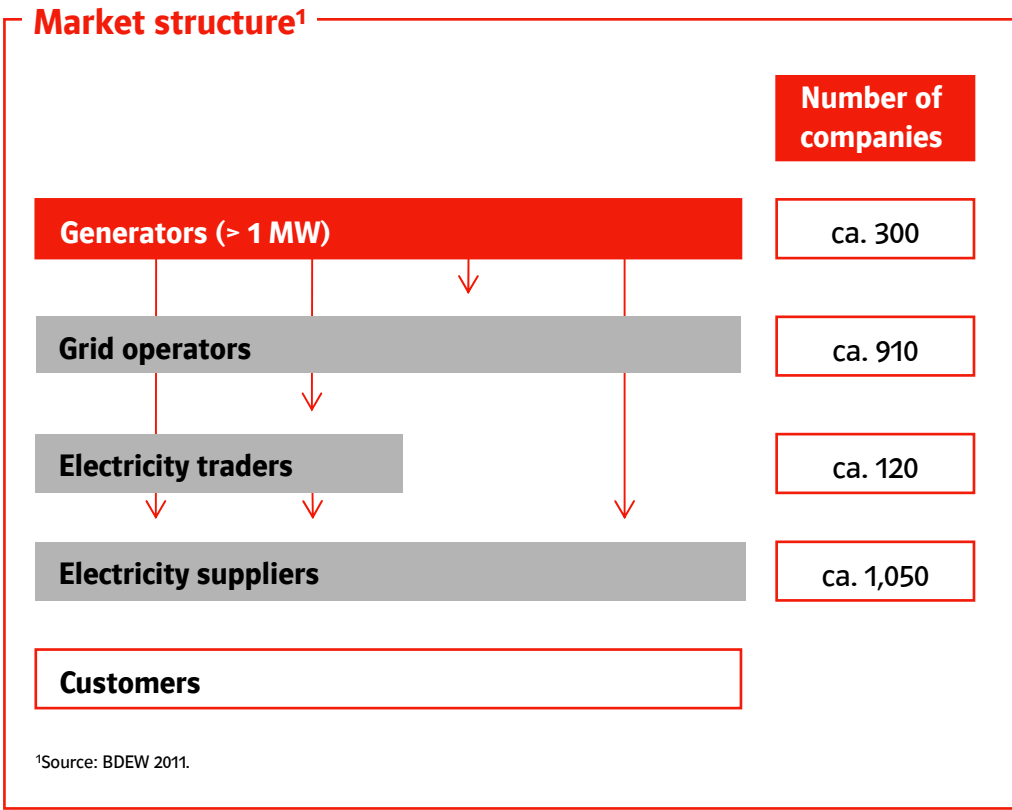 Market structure¹
Number of
companies
Generators (> 1 MW)
ca. 300
Grid operators
ca. 910
Electricity traders
ca. 120
Electricity suppliers
ca. 1,050
Customers
¹Source: BDEW 2011.